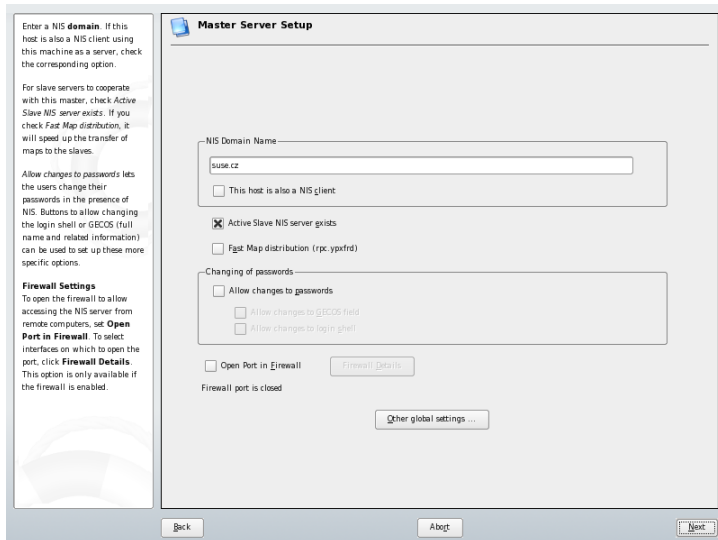 Enter a NIS domain. If this
host is also a NIS client using
this machine as a server, check
the corresponding option.
For slave servers to cooperate
with this master, check Active
Slave NIS server exists. If you
check Fast Map distribution, it
will speed up the transfer of
maps to the slaves.
Allow changes to passwords lets
the users change their
passwords in the presence of
NIS. Buttons to allow changing
the login shell or GECOS (full
name and related information)
can be used to set up these more
specific options.
Firewall Settings
To open the firewall to allow
accessing the NIS server from
remote computers, set Open
Port in Firewall. To select
interfaces on which to open the
port, click Firewall Details.
This option is only available if
the firewall is enabled.
Master Server Setup
NIS Domain Name
suse.cz
This host is also a NIS client
Active Slave NIS server exists
Fast Map distribution (rpc.ypxfrd)
Changing of passwords
Allow changes to passwords
Allow changes to GECOS field
Allow changes to login shell
Open Port in Firewall
Firewall Details
Firewall port is closed
Other global settings ...
Back
Abort
Next